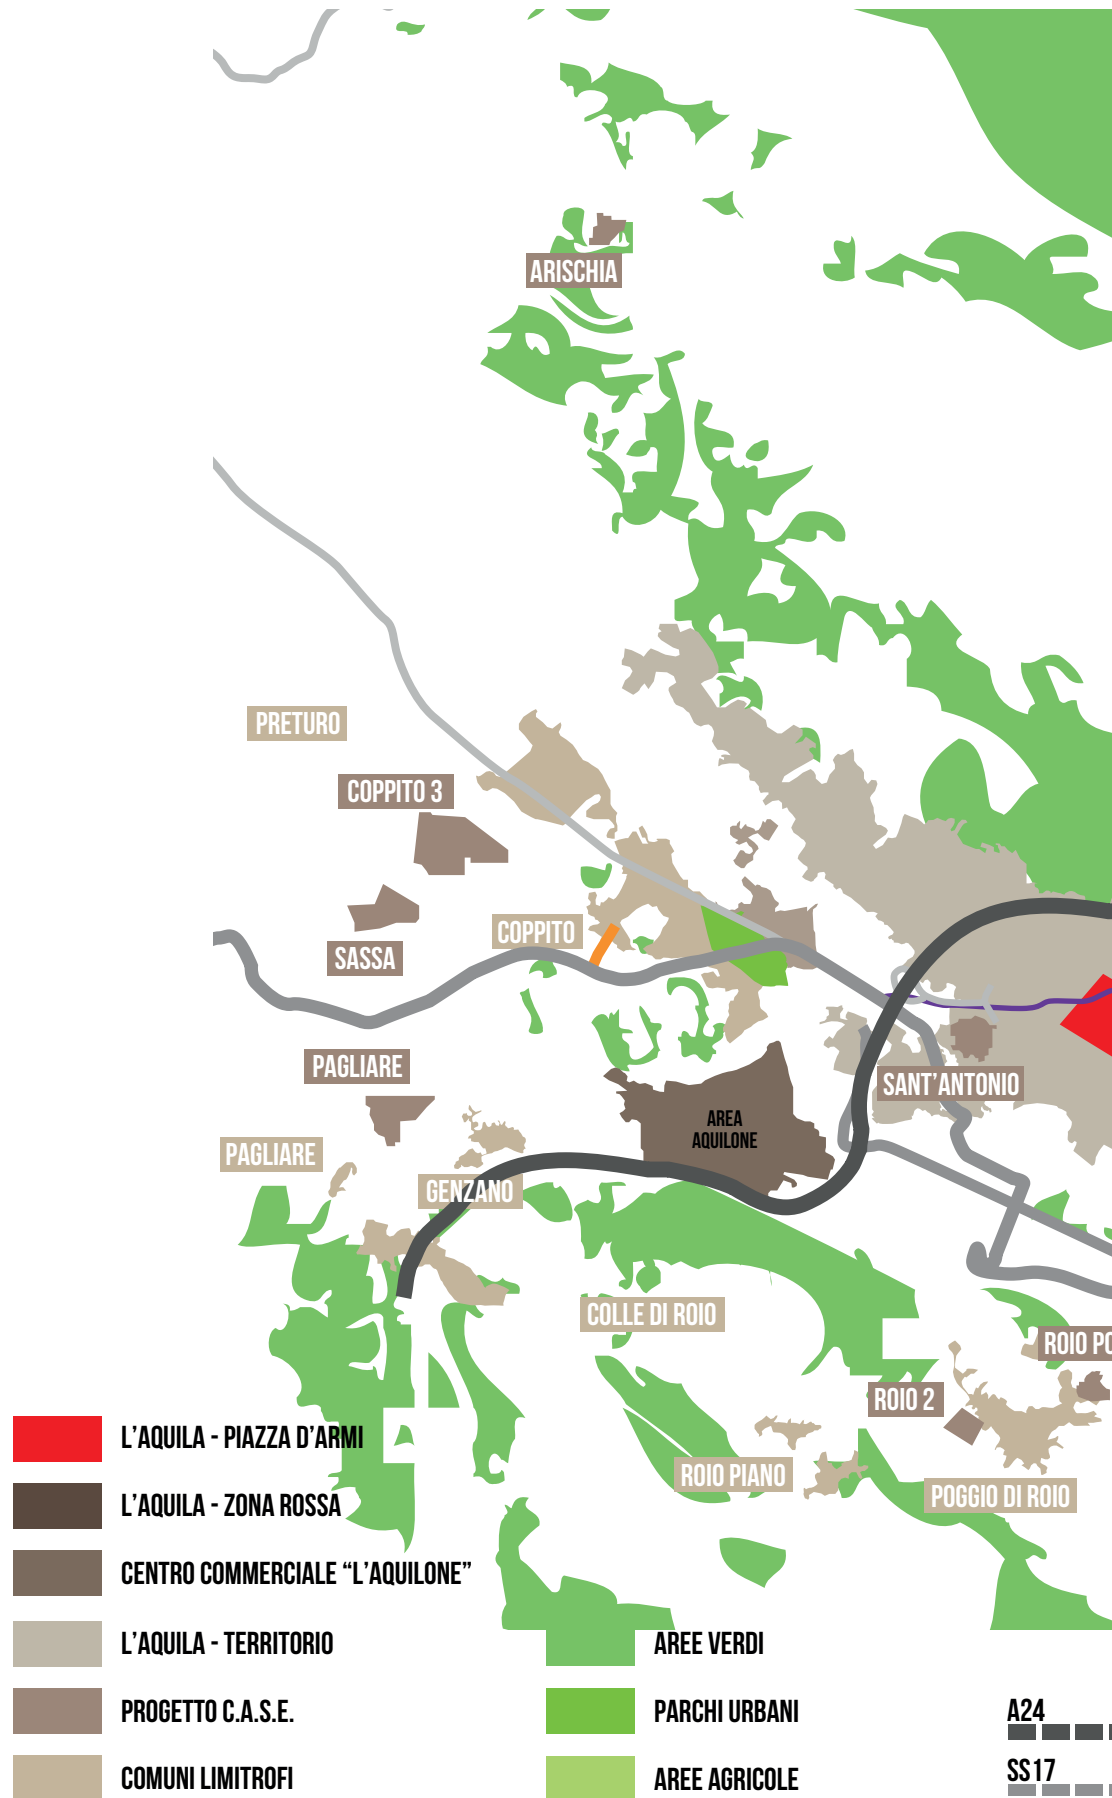 ARISCHIA
PRETURO
COPPITO 3
COPPITO
SASSA
PAGLIARE
SANT'ANTONIO
AREA
AQUILONE
PAGLIARE
GENZANO
COLLE DI ROIO
ROIO PO
ROIO 2
ROIO PIANO
POGGIO DI ROIO
L'AQUILA - PIAZZA D'ARMI
L'AQUILA - ZONA ROSSA
CENTRO COMMERCIALE “L'AQUILONE”
L'AQUILA - TERRITORIO
PROGETTO C.A.S.E.
COMUNI LIMITROFI
AREE VERDI
PARCHI URBANI
AREE AGRICOLE
A24
SS17